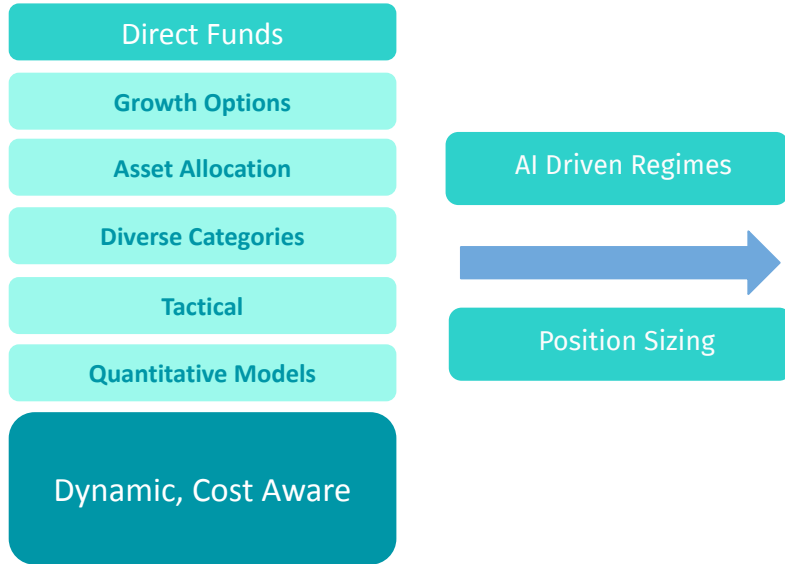 Direct Funds
Growth Options
Asset Allocation
Diverse Categories
Tactical
Quantitative Models
Dynamic, Cost Aware
AI Driven Regimes
Position Sizing